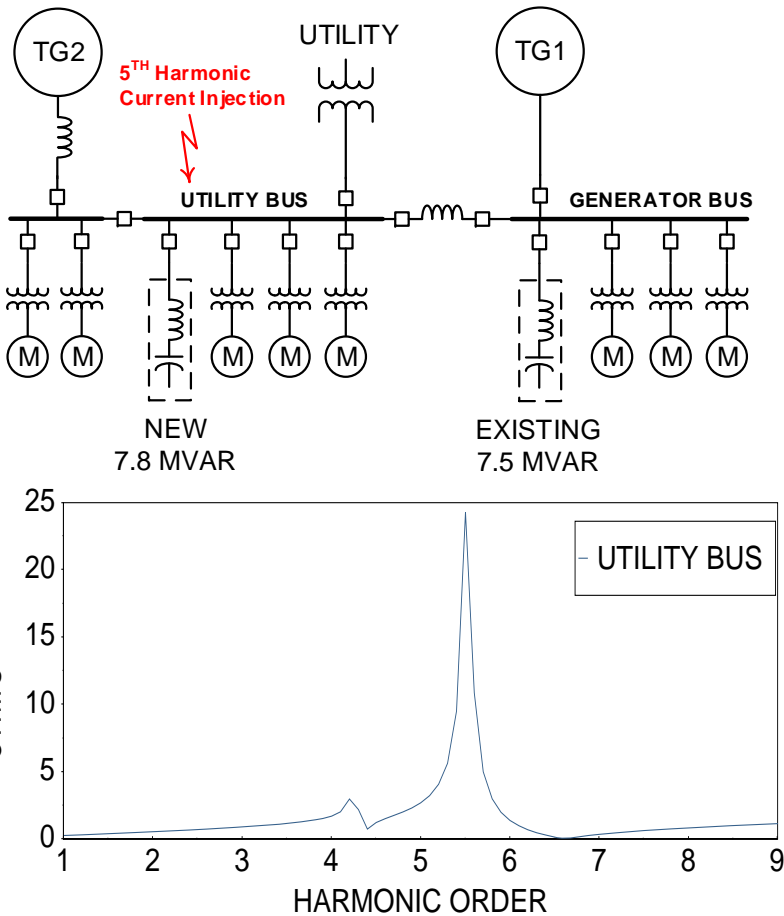 UTILITY
TG2
TG1
5TH Harmonic
Current Injection
UTILITY BUS
GENERATOR BUS
M
M
M
M
M
M
M
M
NEW
7.8 MVAR
EXISTING
7.5 MVAR
25
20
15
10
5
0
UTILITY BUS
1
2
3
4
5
6
7
8
9
HARMONIC ORDER